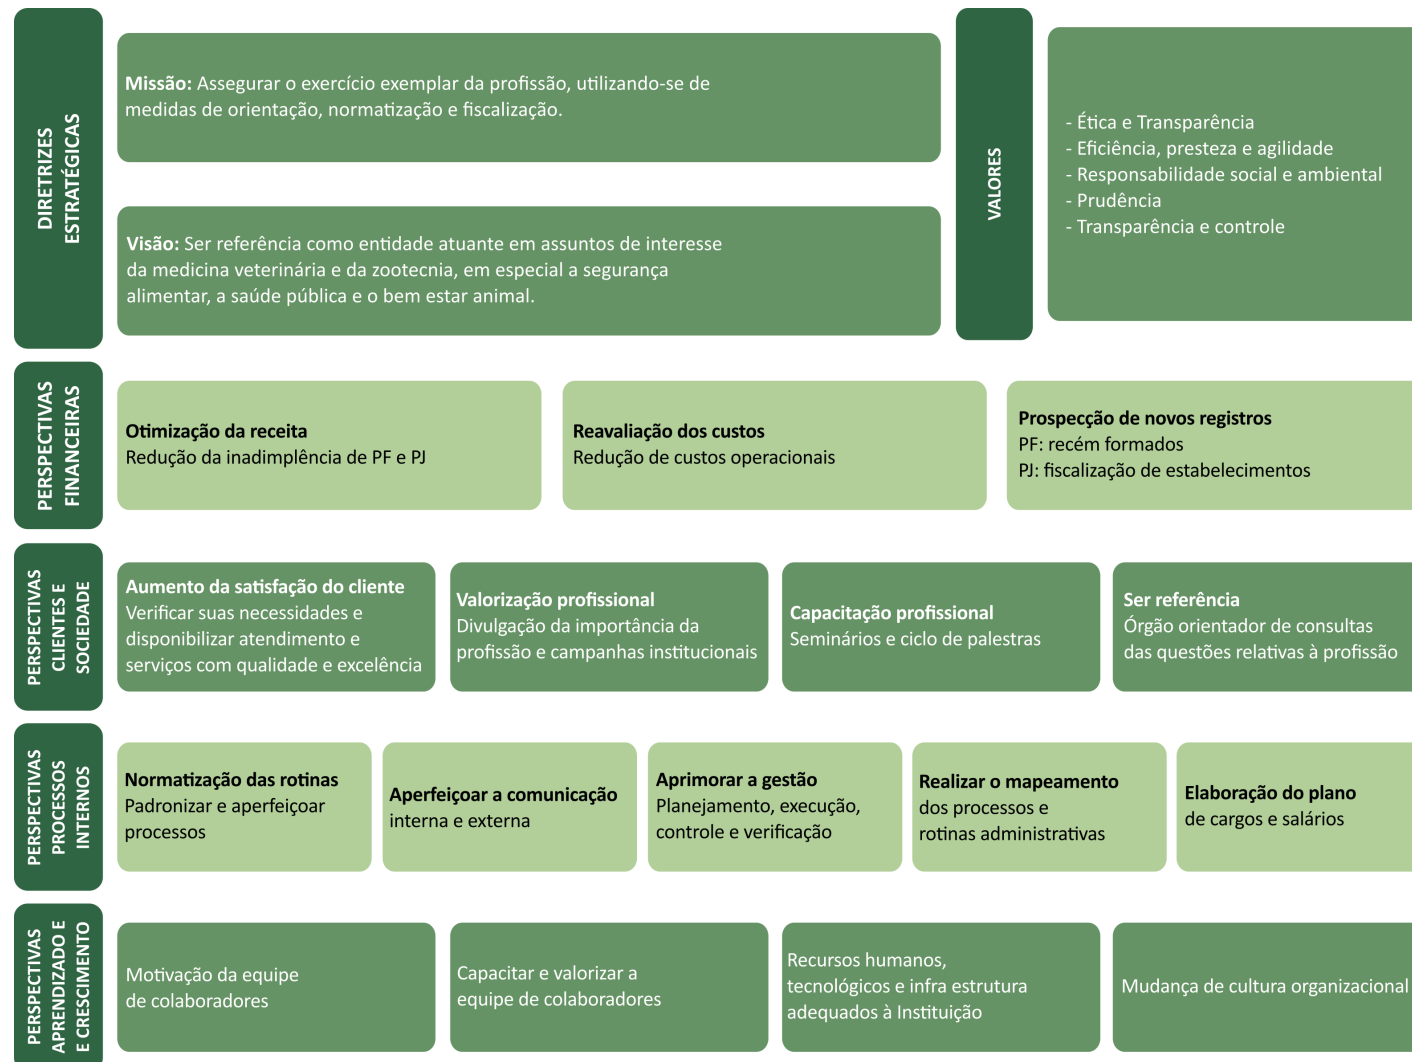 DIRETRIZES
ESTRATÉGICAS
Missão: Assegurar o exercício exemplar da profissão, utilizando-se de
medidas de orientação, normatização e fiscalização.
Visão: Ser referência como entidade atuante em assuntos de interesse
da medicina veterinária e da zootecnia, em especial a segurança
alimentar, a saúde pública e o bem estar animal.
VALORES
- Ética e Transparência
- Eficiência, presteza e agilidade
- Responsabilidade social e ambiental
- Prudência
- Transparência e controle
PERSPECTIVAS
FINANCEIRAS
Otimização da receita
Redução da inadimplência de PF e PJ
Reavaliação dos custos
Redução de custos operacionais
Prospecção de novos registros
PF: recém formados
PJ: fiscalização de estabelecimentos
PERSPECTIVAS
CLIENTES E
SOCIEDADE
Aumento da satisfação do cliente
Verificar suas necessidades e
disponibilizar atendimento e
serviços com qualidade e excelência
Valorização profissional
Divulgação da importância da
profissão e campanhas institucionais
Capacitação profissional
Seminários e ciclo de palestras
Ser referência
Órgão orientador de consultas
das questões relativas à profissão
PERSPECTIVAS
PROCESSOS
INTERNOS
Normatização das rotinas
Padronizar e aperfeiçoar
processos
Aperfeiçoar a comunicação
interna e externa
Aprimorar a gestão
Planejamento, execução,
controle e verificação
Realizar o mapeamento
dos processos e
rotinas administrativas
Elaboração do plano
de cargos e salários
PERSPECTIVAS
APRENDIZADO E
E CRESCIMENTO
Motivação da equipe
de colaboradores
Capacitar e valorizar a
equipe de colaboradores
Recursos humanos,
tecnológicos e infra estrutura
adequados à Instituição
Mudança de cultura organizacional